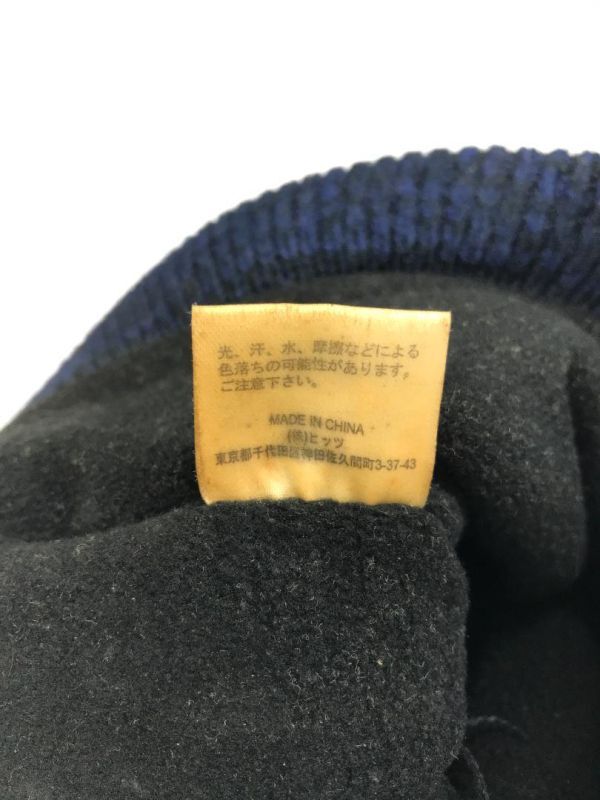 光、汗、水、摩擦などによる
色落ちの可能性があります。
ご注意下さい。
MADE IN CHINA
(株)ヒッツ
東京都千代田区神田佐久間町3-37-43